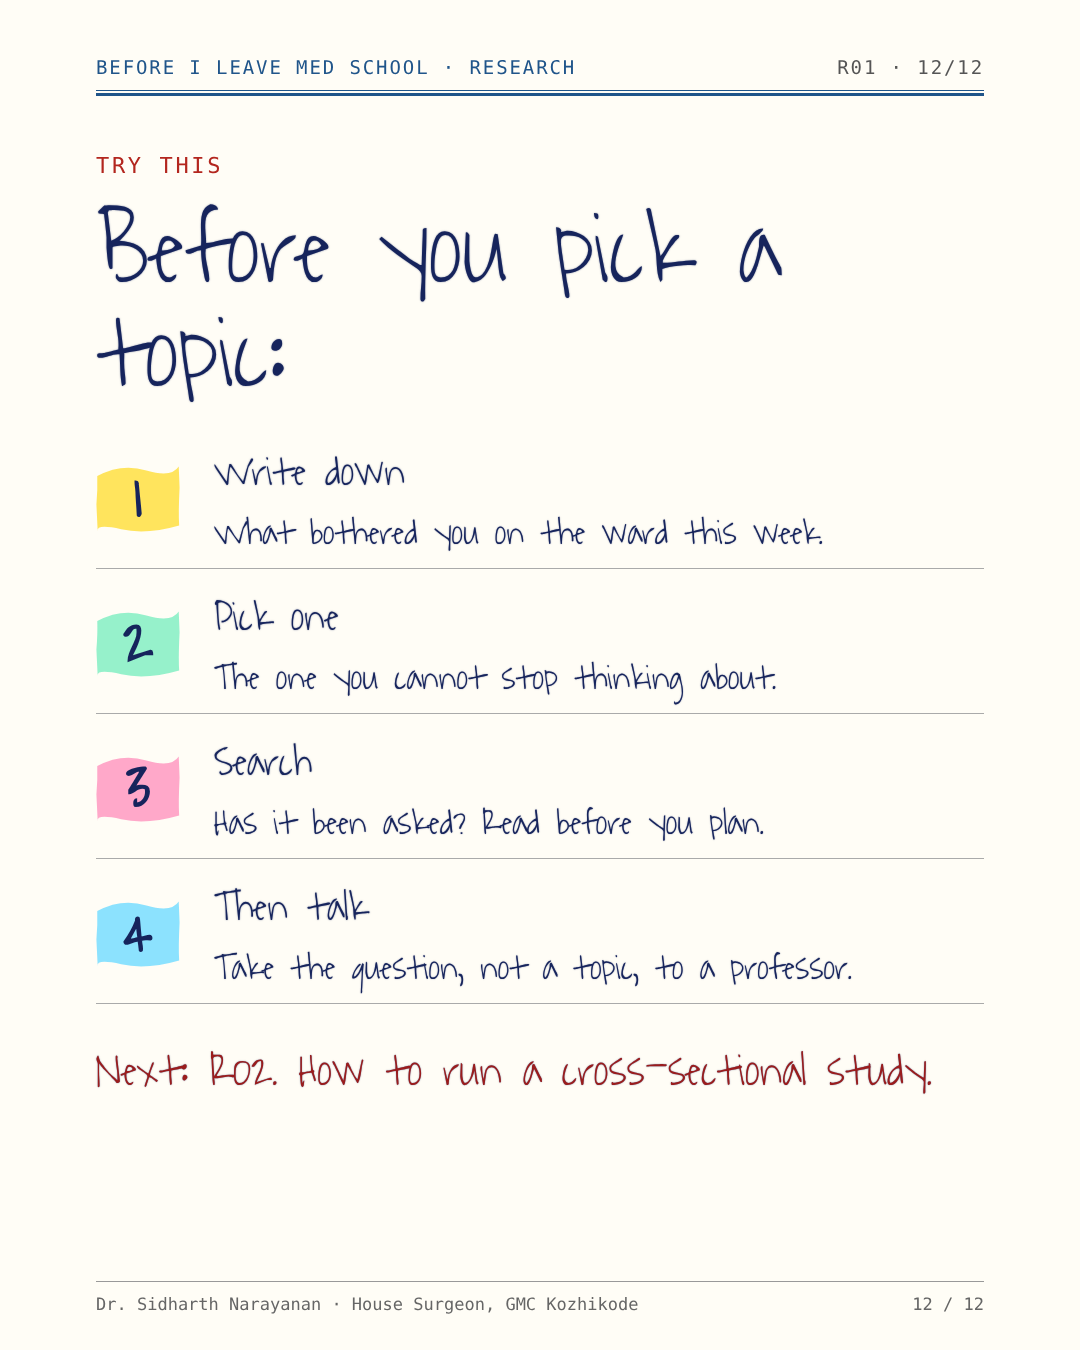 BEFORE I LEAVE MED SCHOOL · RESEARCH
R01 · 12/12
TRY THIS
Before you pick a
topic:
1
Write down
What bothered you on the ward this week.
2
Pick one
The one you cannot stop thinking about.
3
Search
Has it been asked? Read before you plan.
4
Then talk
Take the question, not a topic, to a professor.
Next: R02. How to run a cross-sectional study.
Dr. Sidharth Narayanan · House Surgeon, GMC Kozhikode
12 / 12